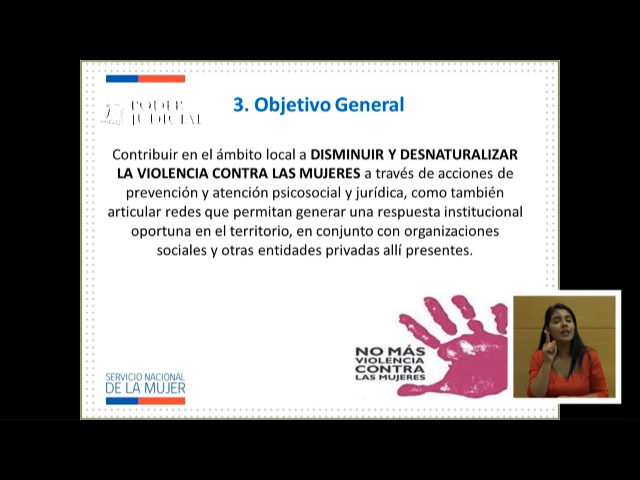 PODER
JUDICIAL
3. Objetivo General
Contribuir en el ámbito local a DISMINUIR Y DESNATURALIZAR
LA VIOLENCIA CONTRA LAS MUJERES a través de acciones de
prevención y atención psicosocial y jurídica, como también
articular redes que permitan generar una respuesta institucional
oportuna en el territorio, en conjunto con organizaciones
sociales y otras entidades privadas allí presentes.
NO MÁS
VIOLENCIA
CONTRA
LAS MUJERES
SERVICIO NACIONAL
DE LA MUJER